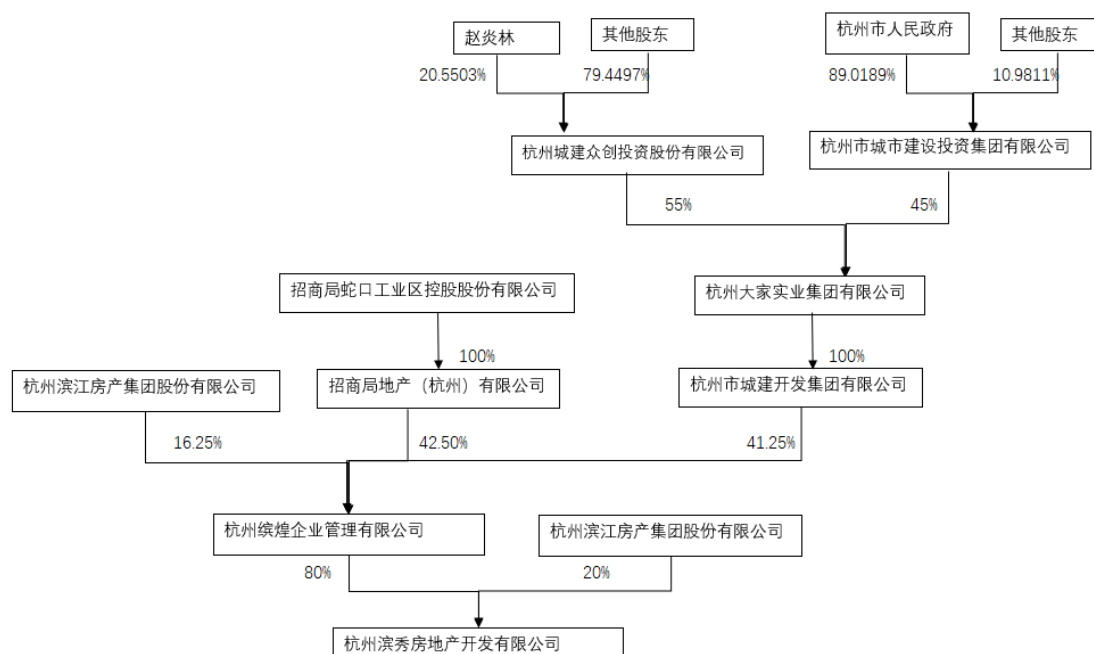 赵炎林
其他股东
杭州市人民政府
其他股东
20.5503%
79.4497%
89.0189%
10.9811%
杭州城建众创投资股份有限公司
杭州市城市建设投资集团有限公司
55%
45%
招商局蛇口工业区控股股份有限公司
杭州大家实业集团有限公司
100%
100%
杭州滨江房产集团股份有限公司
招商局地产（杭州）有限公司
杭州市城建开发集团有限公司
16.25%
42.50%
41.25%
杭州缤煌企业管理有限公司
杭州滨江房产集团股份有限公司
80%
20%
杭州滨秀房地产开发有限公司